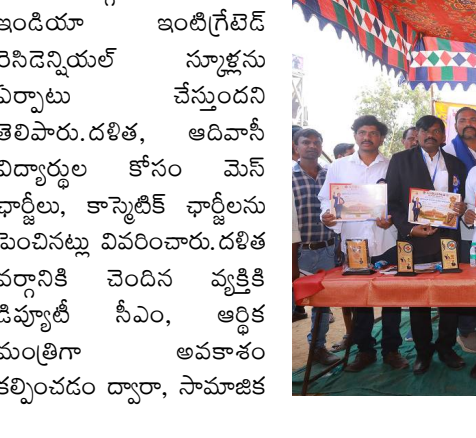 ఇండియా ఇంటిగ్రేటెడ్
రెసిడెన్షియల్ స్కూళ్లను
ఏర్పాటు చేస్తుందని
తెలిపారు.దళిత, ఆదివాసీ
విద్యార్థుల కోసం మెస్
ఛార్జీలు, కాస్మెటిక్ ఛార్జీలను
పెంచినట్లు వివరించారు.దళిత
వర్గానికి చెందిన వ్యక్తికి
డిప్యూటీ సీఎం, ఆర్థిక
మంత్రిగా అవకాశం
కల్పించడం ద్వారా, సామాజిక